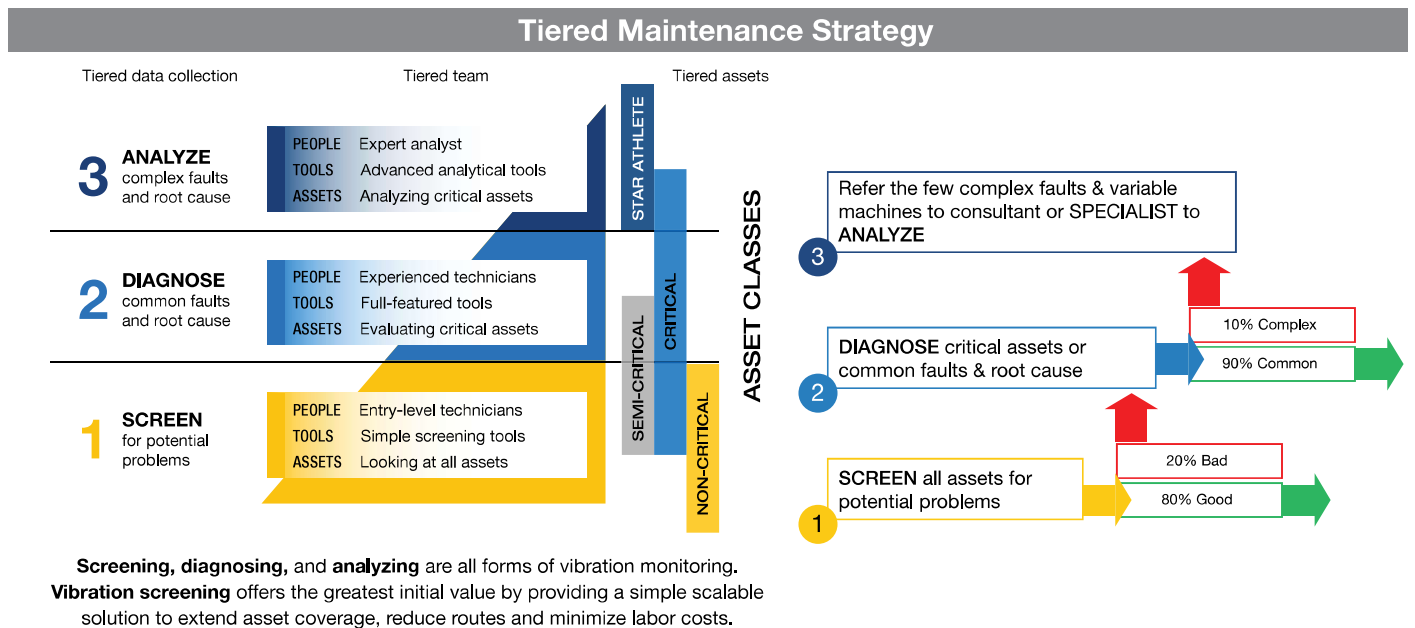 Tiered Maintenance Strategy
Tiered data collection
Tiered team
Tiered assets
3
ANALYZE
complex faults
and root cause
PEOPLE Expert analyst
TOOLS Advanced analytical tools
ASSETS Analyzing critical assets
2
DIAGNOSE
common faults
and root cause
PEOPLE Experienced technicians
TOOLS Full-featured tools
ASSETS Evaluating critical assets
1
SCREEN
for potential
problems
PEOPLE Entry-level technicians
TOOLS Simple screening tools
ASSETS Looking at all assets
STAR ATHLETE
CRITICAL
SEMI-CRITICAL
NON-CRITICAL
ASSET CLASSES
Refer the few complex faults & variable
machines to consultant or SPECIALIST to
ANALYZE
3
10% Complex
90% Common
DIAGNOSE critical assets or
common faults & root cause
2
20% Bad
80% Good
SCREEN all assets for
potential problems
1
Screening, diagnosing, and analyzing are all forms of vibration monitoring.
Vibration screening offers the greatest initial value by providing a simple scalable
solution to extend asset coverage, reduce routes and minimize labor costs.